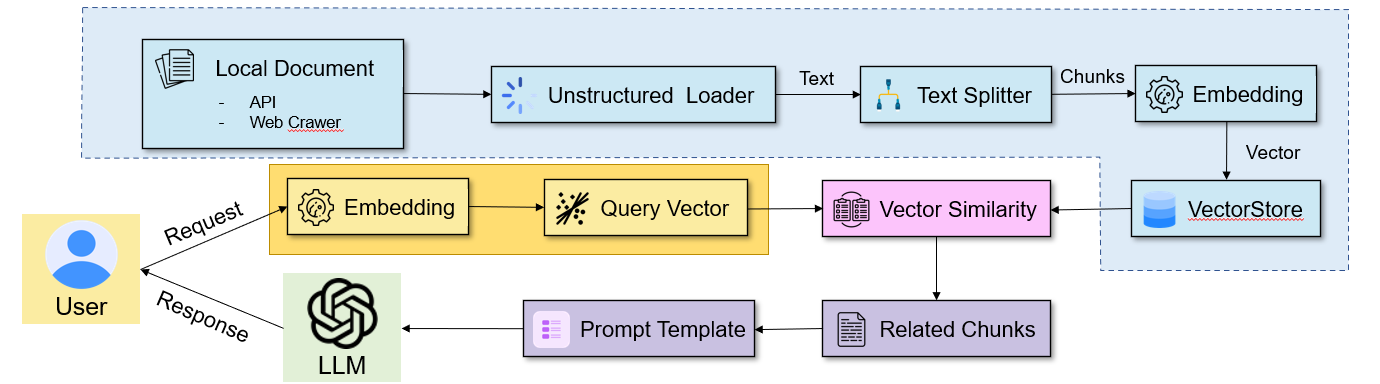 Local Document
- API
- Web Crawer
Unstructured Loader
Text
Text Splitter
Chunks
Embedding
Vector
VectorStore
Request
Embedding
Query Vector
Vector Similarity
User
Response
LLM
Prompt Template
Related Chunks